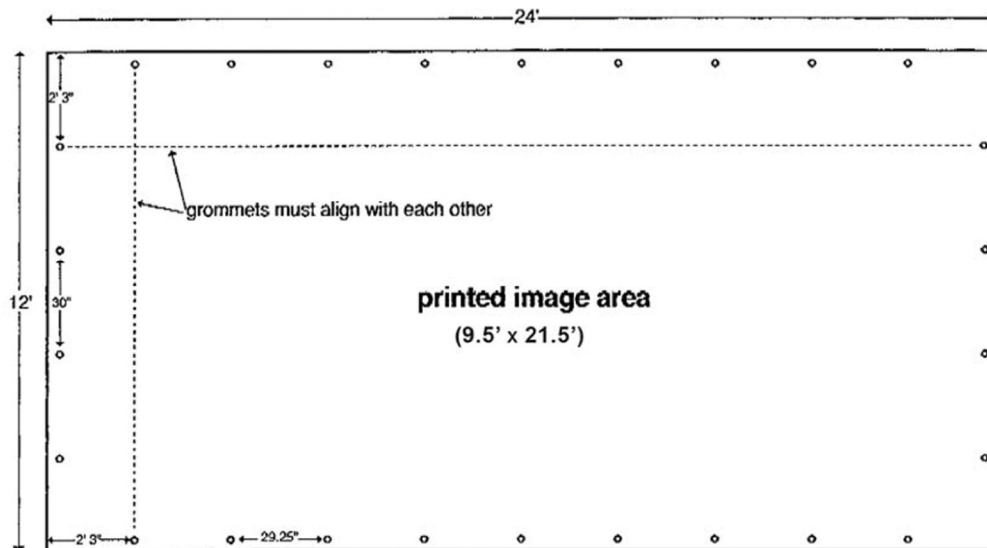 24'
2' 3"
grommets must align with each other
12'
30"
printed image area
(9.5' x 21.5')
2' 3"
29.25"